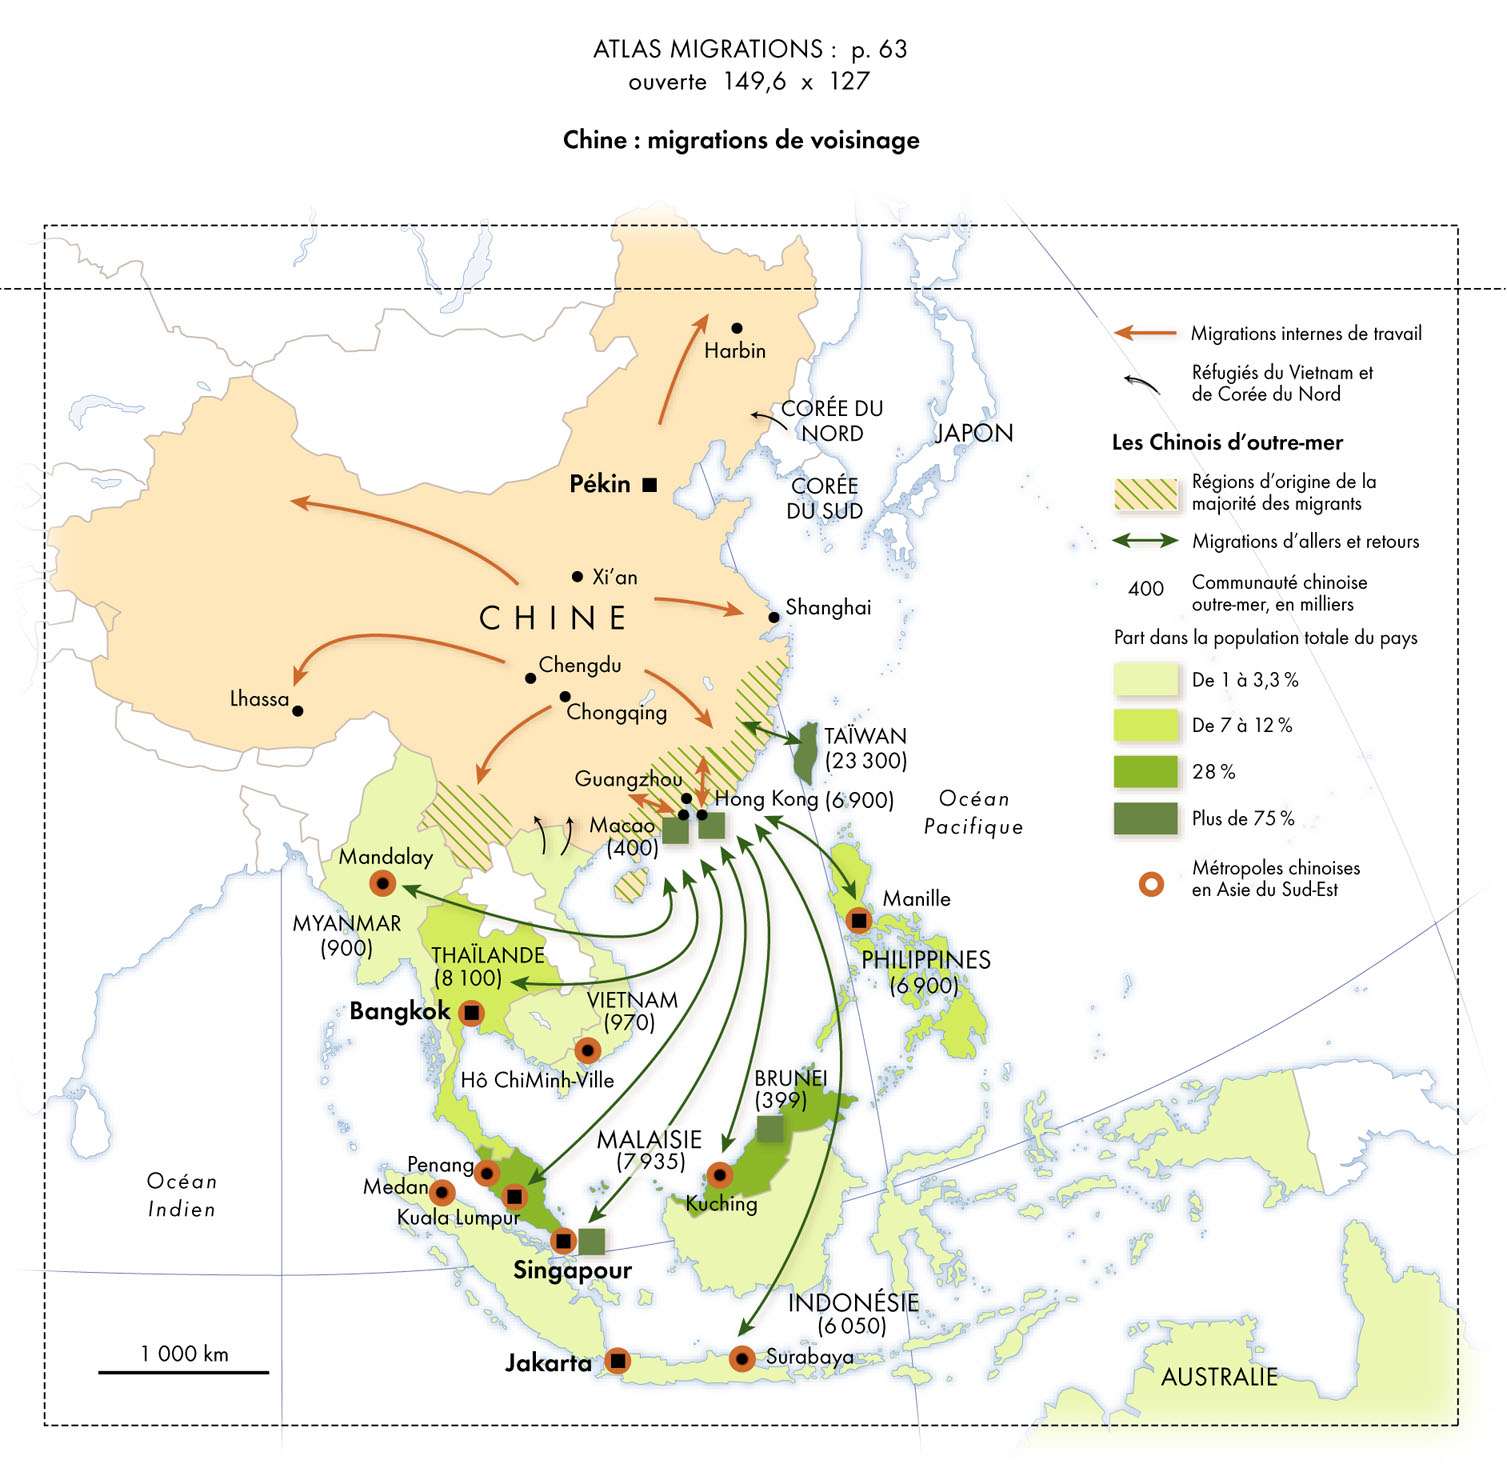 ATLAS MIGRATIONS : p. 63
ouverte 149,6 x 127
Chine : migrations de voisinage
Harbin
CORÉE DU
NORD
JAPON
Pékin
CORÉE
DU SUD
Xi’an
CHINE
Shanghai
Chengdu
Lhassa
Chongqing
TAÏWAN
(23 300)
Guangzhou
Hong Kong (6 900)
Macao
(400)
Océan
Pacifique
Mandalay
MYANMAR
(900)
Manille
THAÏLANDE
(8 100)
PHILIPPINES
(6 900)
Bangkok
VIETNAM
(970)
Hô ChiMinh-Ville
BRUNEI
(399)
MALAISIE
(7 935)
Penang
Medan
Kuala Lumpur
Kuching
Océan
Indien
Singapour
INDONÉSIE
(6 050)
Jakarta
Surabaya
AUSTRALIE
1 000 km
Migrations internes de travail
Réfugiés du Vietnam et
de Corée du Nord
Les Chinois d’outre-mer
Régions d’origine de la
majorité des migrants
Migrations d’allers et retours
400
Communauté chinoise
outre-mer, en milliers
Part dans la population totale du pays
De 1 à 3,3 %
De 7 à 12 %
28 %
Plus de 75 %
Métropoles chinoises
en Asie du Sud-Est